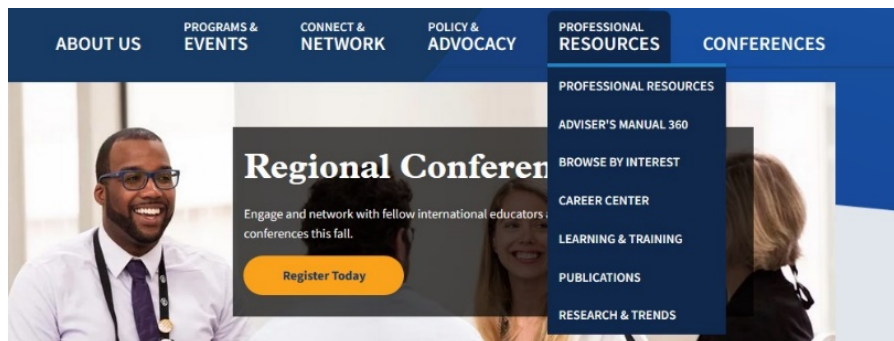 ABOUT US
PROGRAMS &
EVENTS
CONNECT &
NETWORK
POLICY &
ADVOCACY
PROFESSIONAL
RESOURCES
CONFERENCES
PROFESSIONAL RESOURCES
ADVISER'S MANUAL 360
BROWSE BY INTEREST
CAREER CENTER
LEARNING & TRAINING
PUBLICATIONS
RESEARCH & TRENDS
Regional
Engage and network with fellow international educators
conferences this fall.
Register Today